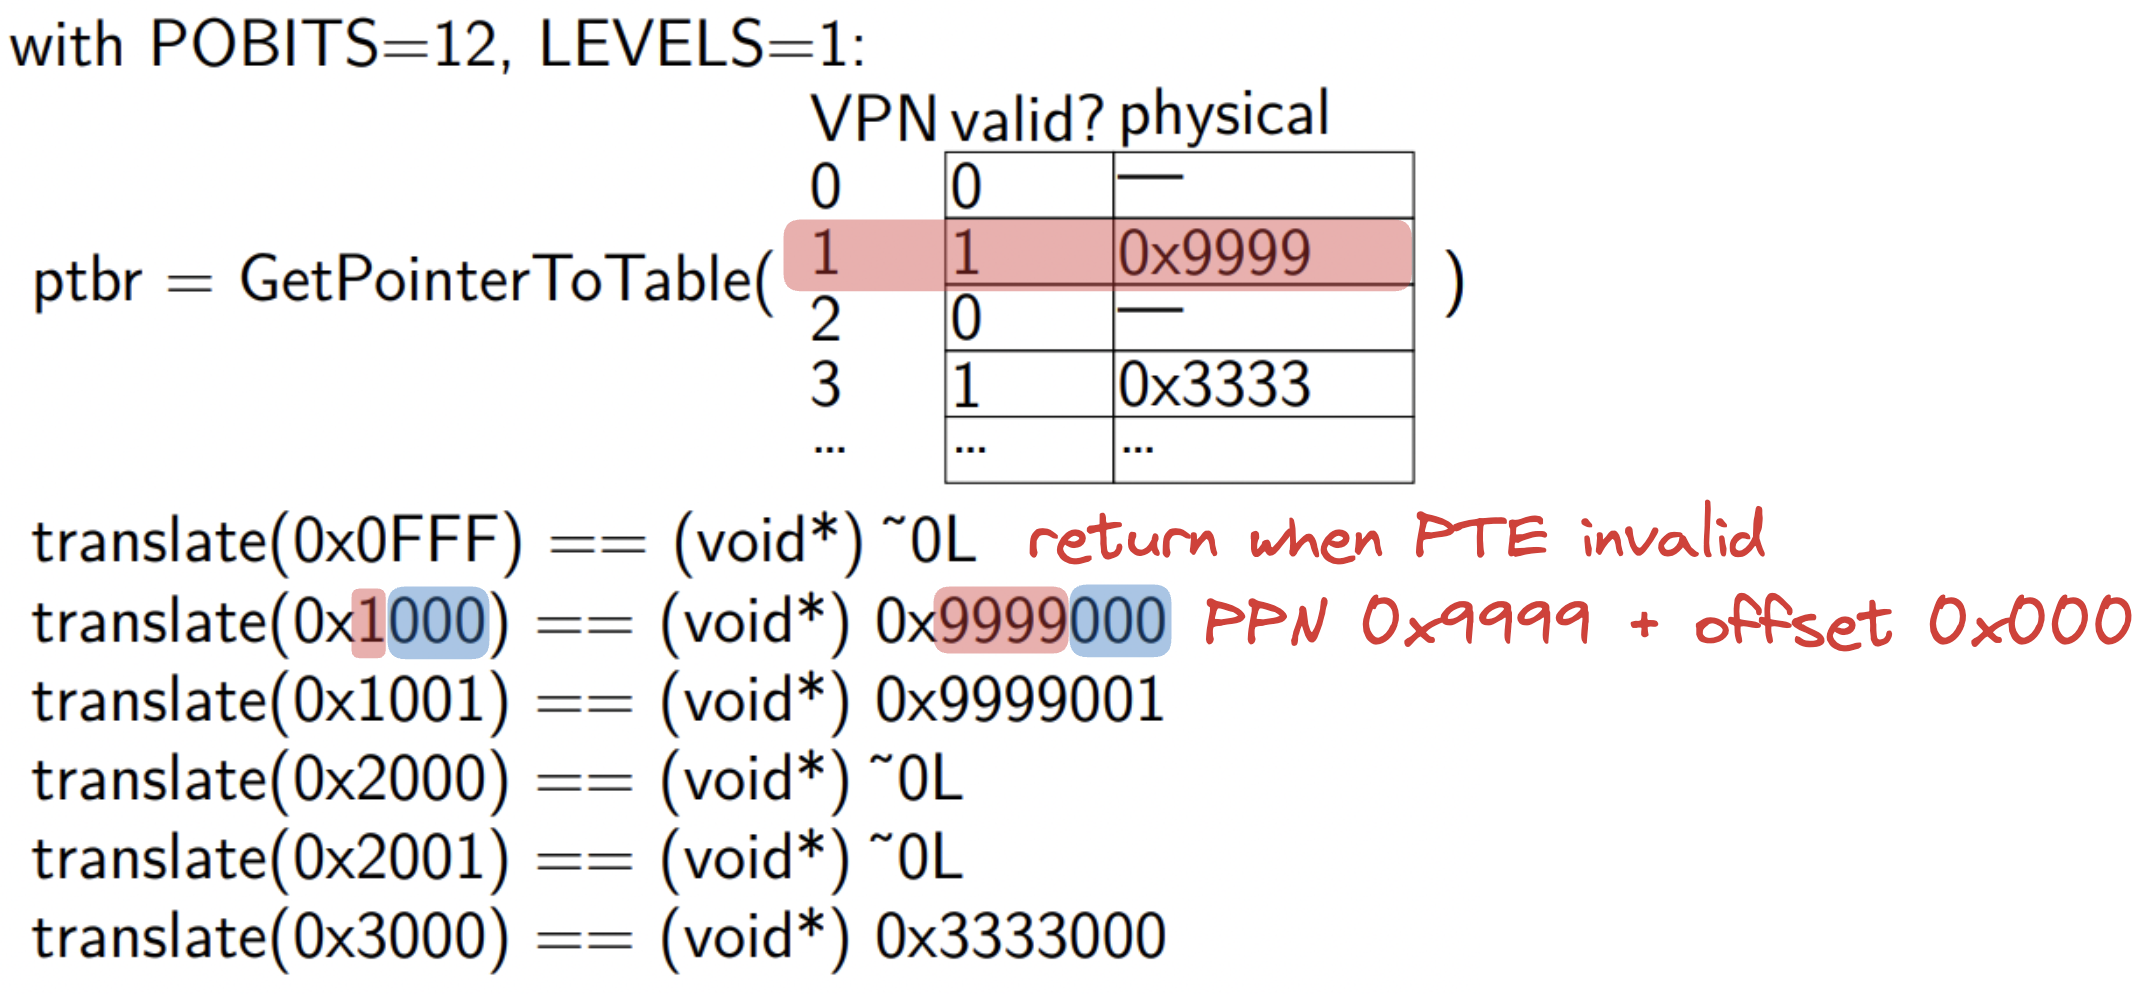 with POBITS=12, LEVELS=1:
VPN valid? physical
0 0 —
1 1 0x9999
ptbr = GetPointerToTable( )
2 0 —
3 1 0x3333
... ... ...
translate(0x0FFF) == (void*) ~0L return when PTE invalid
translate(0x1000) == (void*) 0x9999000 PPN 0x9999 + offset 0x000
translate(0x1001) == (void*) 0x9999001
translate(0x2000) == (void*) ~0L
translate(0x2001) == (void*) ~0L
translate(0x3000) == (void*) 0x3333000